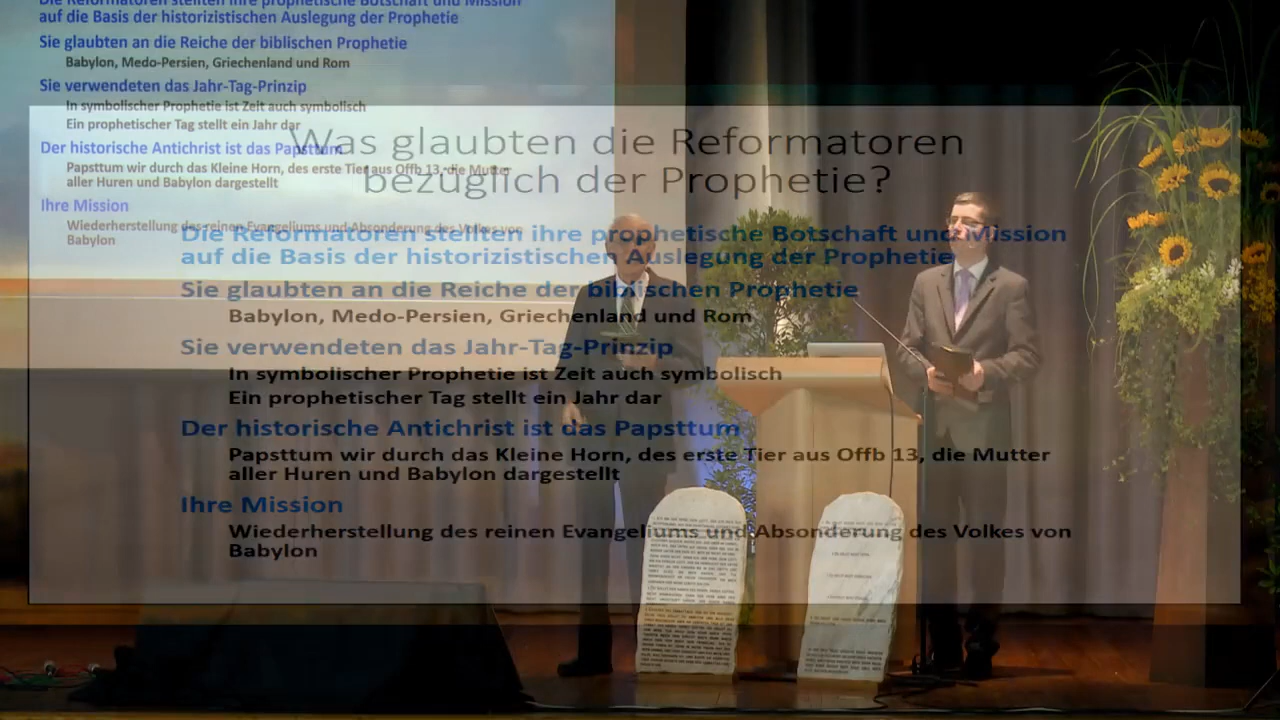 Die Reformatoren stellten ihre prophetische Botschaft und Mission
auf die Basis der historizistischen Auslegung der Prophetie
Sie glaubten an die Reiche der biblischen Prophetie
Babylon, Medo-Persien, Griechenland und Rom
Sie verwendeten das Jahr-Tag-Prinzip
In symbolischer Prophetie ist Zeit auch symbolisch
Ein prophetischer Tag stellt ein Jahr dar
Der historische Antichrist ist das Papsttum
Papsttum wir durch das Kleine Horn, des erste Tier aus Offb 13, die Mutter
aller Huren und Babylon dargestellt
Ihre Mission
Wiederherstellung des reinen Evangeliums und Absonderung des Volkes von
Babylon
Was glaubten die Reformatoren
bezüglich der Prophetie?
Die Reformatoren stellten ihre prophetische Botschaft und Mission
auf die Basis der historizistischen Auslegung der Prophetie
Sie glaubten an die Reiche der biblischen Prophetie
Babylon, Medo-Persien, Griechenland und Rom
Sie verwendeten das Jahr-Tag-Prinzip
In symbolischer Prophetie ist Zeit auch symbolisch
Ein prophetischer Tag stellt ein Jahr dar
Der historische Antichrist ist das Papsttum
Papsttum wir durch das Kleine Horn, des erste Tier aus Offb 13, die Mutter
aller Huren und Babylon dargestellt
Ihre Mission
Wiederherstellung des reinen Evangeliums und Absonderung des Volkes von
Babylon